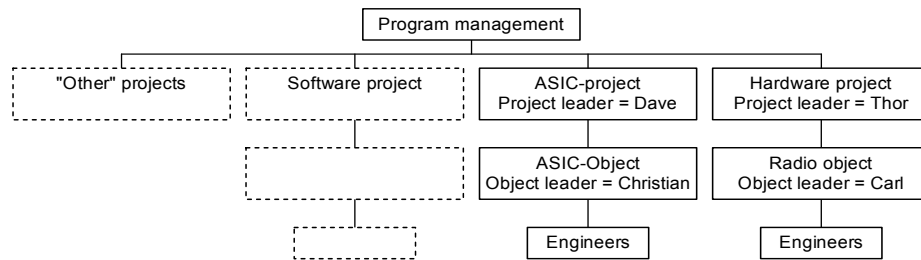 Program management
"Other" projects
Software project
ASIC-project
Project leader = Dave
Hardware project
Project leader = Thor
ASIC-Object
Object leader = Christian
Radio object
Object leader = Carl
Engineers
Engineers